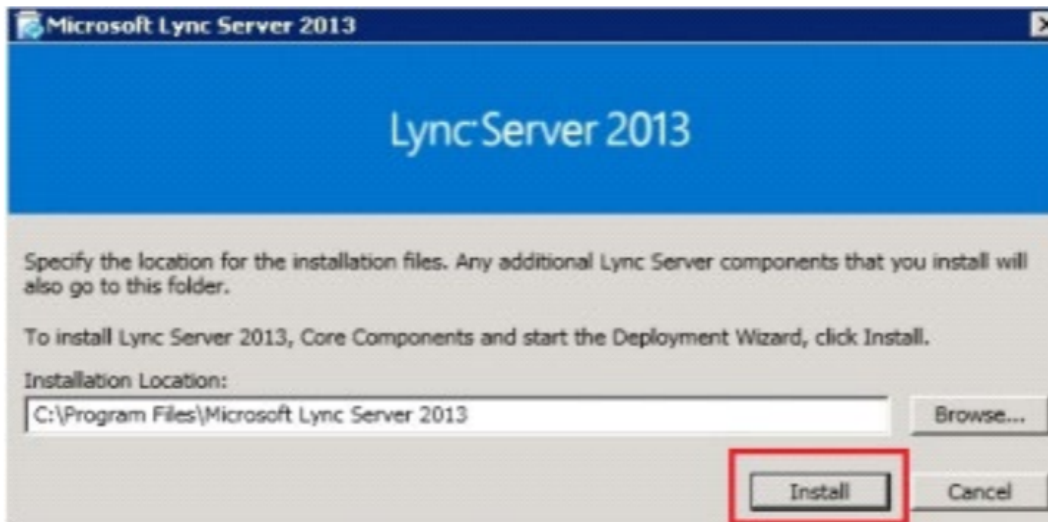 Microsoft Lync Server 2013
Lync Server 2013
Specify the location for the installation files. Any additional Lync Server components that you install will
also go to this folder.
To install Lync Server 2013, Core Components and start the Deployment Wizard, click Install.
Installation Location:
C:\Program Files\Microsoft Lync Server 2013
Browse...
Install
Cancel